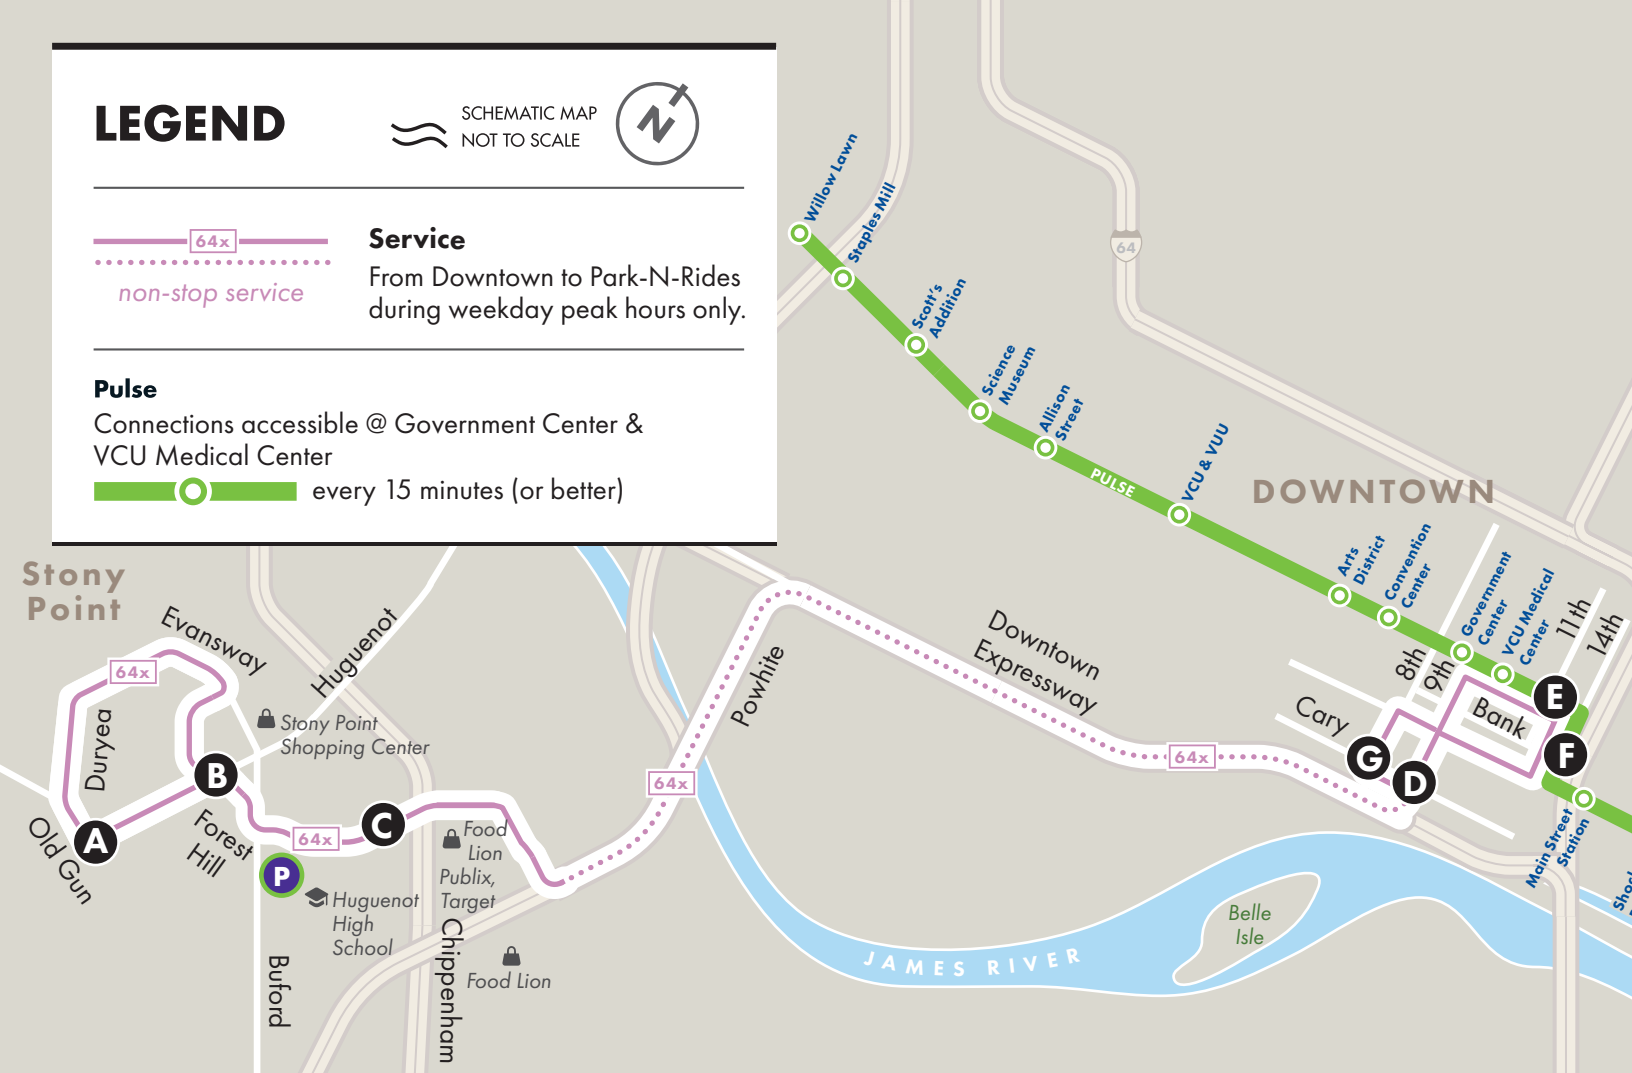 LEGEND
SCHEMATIC MAP
NOT TO SCALE
N
64x
non-stop service
Service
From Downtown to Park-N-Rides
during weekday peak hours only.
Pulse
Connections accessible @ Government Center &
VCU Medical Center
every 15 minutes (or better)
Willow Lawn
Staples Mill
Scott's
Addition
Science
Museum
Allison
Street
PULSE
VCU & VUU
64
DOWNTOWN
Arts
District
Convention
Center
Government
Center
VCU Medical
Center
8th
9th
11th
14th
Stony
Point
Evansway
Huguenot
64x
Duryea
Stony Point
Shopping Center
B
A
Old Gun
Forest
Hill
64x
C
P
Huguenot
High
School
Buford
Food
Lion
Publix,
Target
Chippenham
Food Lion
64x
Powhite
Downtown
Expressway
64x
Cary
Bank
E
F
G
D
Main Street
Station
Belle
Isle
JAMES RIVER